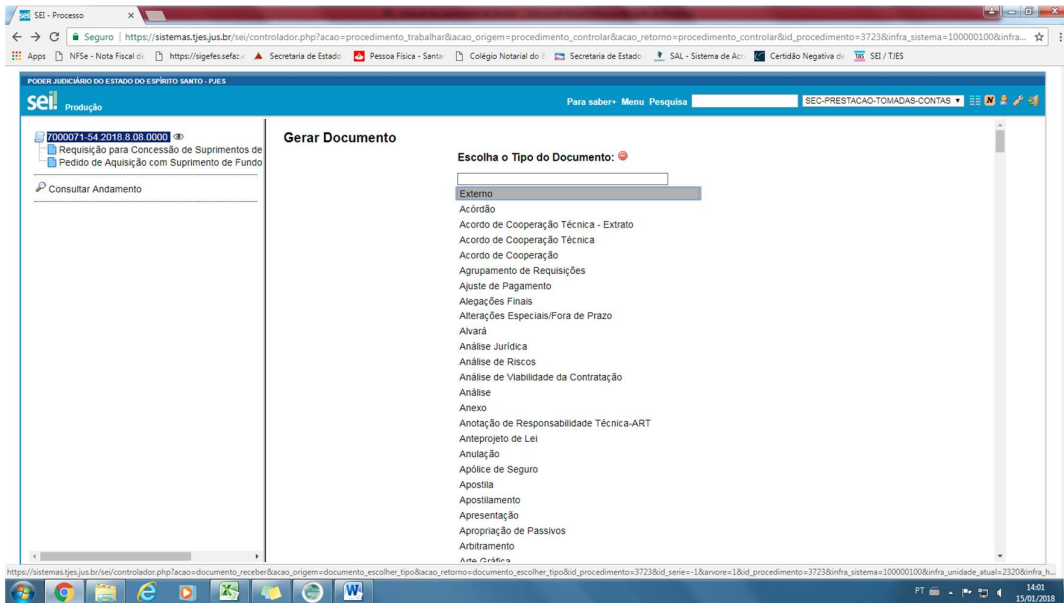 SEI - Processo
Seguro | https://sistemas.tjes.jus.br/sei/controlador.php?acao=procedimento_trabalhar&acao_origem=procedimento_controlar&acao_retorno=procedimento_controlar&id_procedimento=3723&infra_sistema=100000100&infra...
Apps NFSe - Nota Fiscal de https://sigefes.sefaz.e Secretaria de Estado Pessoa Física - Santan Colégio Notarial do B Secretaria de Estado SAL - Sistema de Acro Certidão Negativa de SEI / TJES
PODER JUDICIÁRIO DO ESTADO DO ESPÍRITO SANTO - PJES
sei! Produção
Para saber+ Menu Pesquisa SEC-PRESTACAO-TOMADAS-CONTAS
7000071-54.2018.8.08.0000
Requisição para Concessão de Suprimentos de
Pedido de Aquisição com Suprimento de Fundo
Consultar Andamento
Gerar Documento
Escolha o Tipo do Documento:
Externo
Acórdão
Acordo de Cooperação Técnica - Extrato
Acordo de Cooperação Técnica
Acordo de Cooperação
Agrupamento de Requisições
Ajuste de Pagamento
Alegações Finais
Alterações Especiais/Fora de Prazo
Alvará
Análise Jurídica
Análise de Riscos
Análise de Viabilidade da Contratação
Análise
Anexo
Anotação de Responsabilidade Técnica-ART
Anteprojeto de Lei
Anulação
Apólice de Seguro
Apostila
Apostilamento
Apresentação
Apropriação de Passivos
Arbitramento
Arte Gráfica
https://sistemas.tjes.jus.br/sei/controlador.php?acao=documento_receber&acao_origem=documento_escolher_tipo&acao_retorno=documento_escolher_tipo&id_procedimento=3723&id_serie=-1&arvore=1&id_procedimento=3723&infra_sistema=100000100&infra_unidade_atual=2320&infra_h...
PT
14:01
15/01/2018